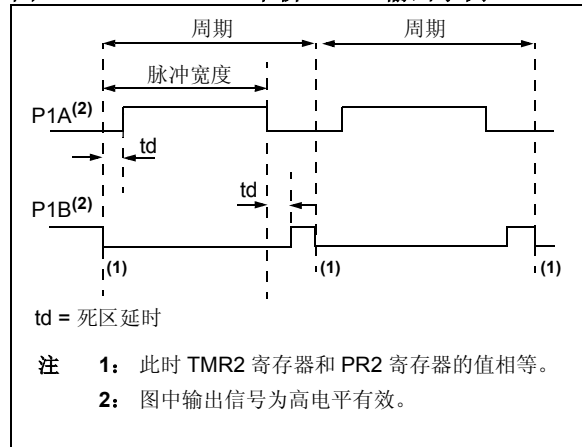 周期 周期
脉冲宽度
P1A(2)
td
td
P1B(2)
(1) (1) (1)
td = 死区延时
注 1: 此时 TMR2 寄存器和 PR2 寄存器的值相等。
2: 图中输出信号为高电平有效。